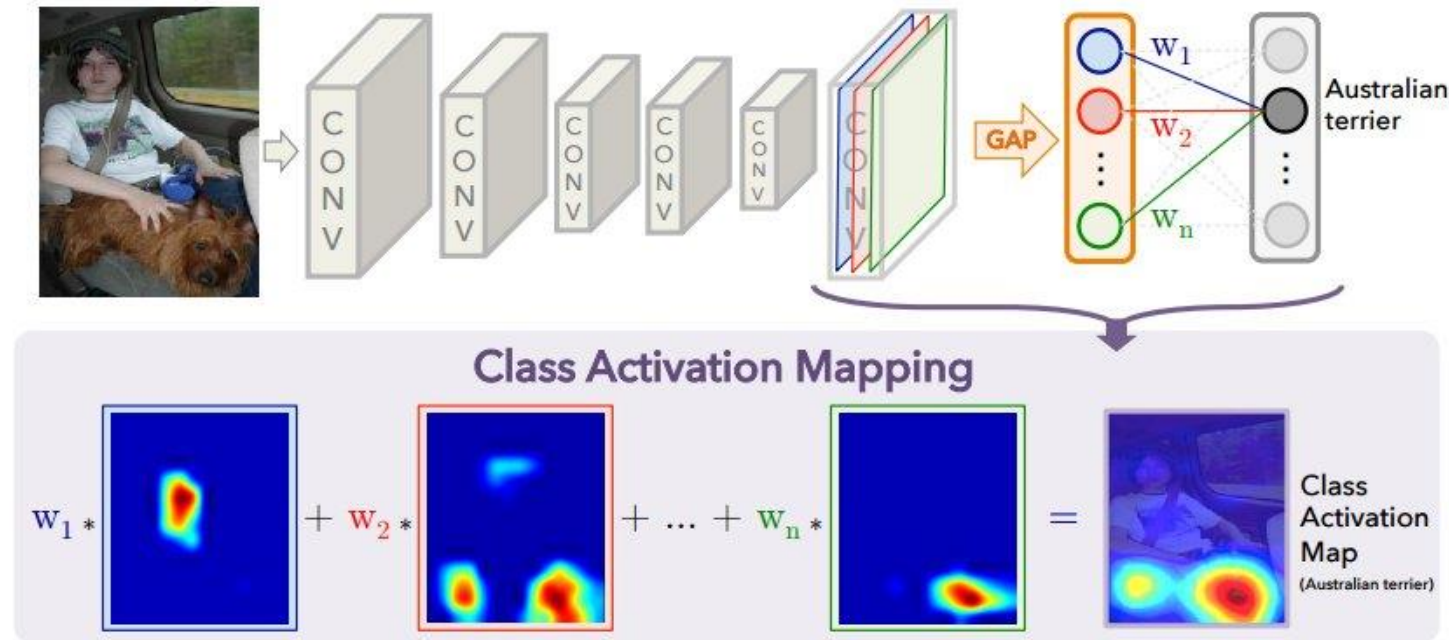 CONV
CONV
CONV
CONV
CONV
CONV
GAP
w1
w2
⋮
wn
⋮
Australian
terrier
Class Activation Mapping
w1 * + w2 * + ... + wn * =
Class
Activation
Map
(Australian terrier)